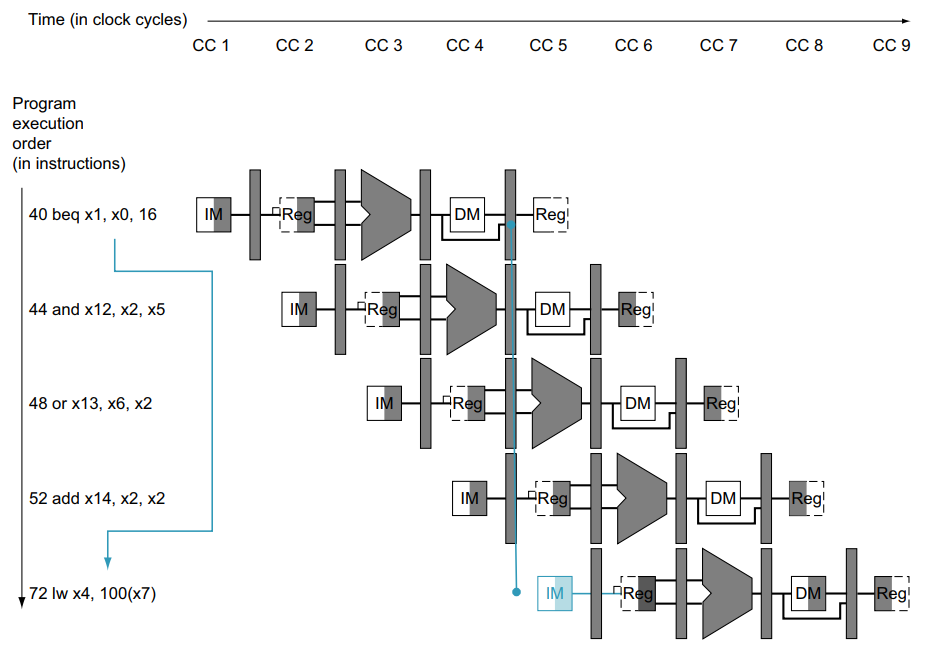 Time (in clock cycles)
CC 1 CC 2 CC 3 CC 4 CC 5 CC 6 CC 7 CC 8 CC 9
Program
execution
order
(in instructions)
40 beq x1, x0, 16
IM Reg DM Reg
44 and x12, x2, x5
IM Reg DM Reg
48 or x13, x6, x2
IM Reg DM Reg
52 add x14, x2, x2
IM Reg DM Reg
72 lw x4, 100(x7)
IM Reg DM Reg